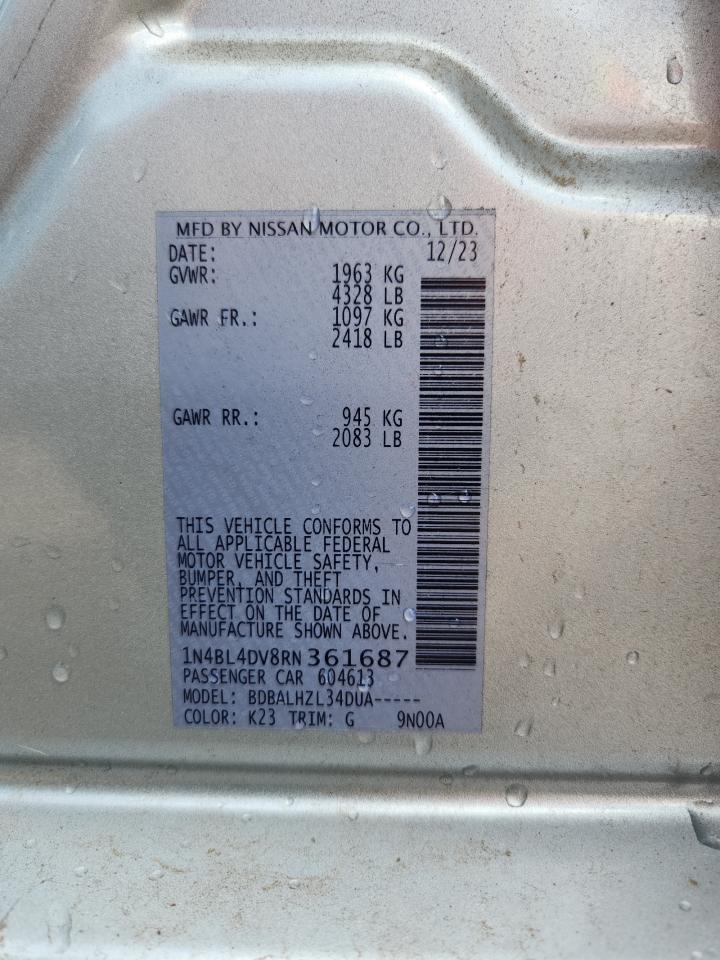 MFD BY NISSAN MOTOR CO., LTD.
DATE: 12/23
GVWR: 1963 KG
4328 LB
GAWR FR.: 1097 KG
2418 LB
GAWR RR.: 945 KG
2083 LB
THIS VEHICLE CONFORMS TO
ALL APPLICABLE FEDERAL
MOTOR VEHICLE SAFETY,
BUMPER, AND THEFT
PREVENTION STANDARDS IN
EFFECT ON THE DATE OF
MANUFACTURE SHOWN ABOVE.
1N4BL4DV8RN361687
PASSENGER CAR 604613
MODEL: BDBALHZL34DUA-----
COLOR: K23 TRIM: G 9N00A